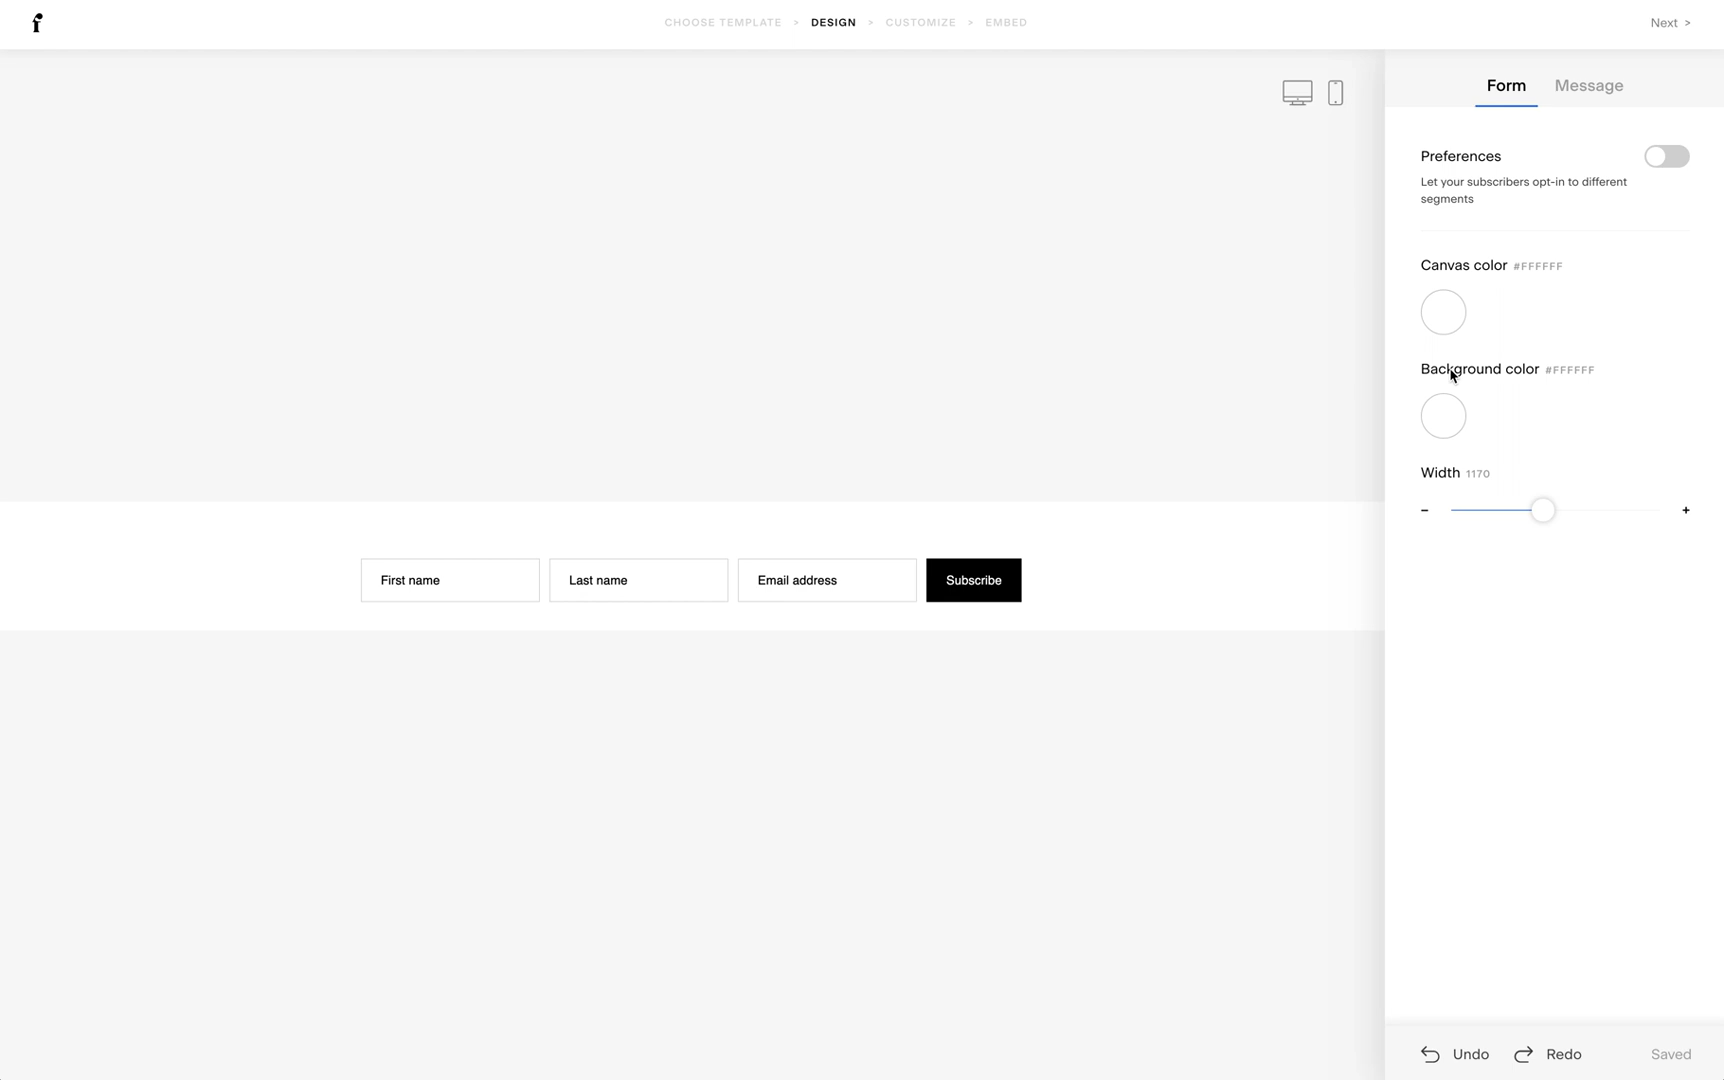 f
CHOOSE TEMPLATE > DESIGN > CUSTOMIZE > EMBED
Next >
Form Message
Preferences
Let your subscribers opt-in to different
segments
Canvas color #FFFFFF
Background color #FFFFFF
Width 1170
- +
First name Last name Email address Subscribe
Undo Redo Saved